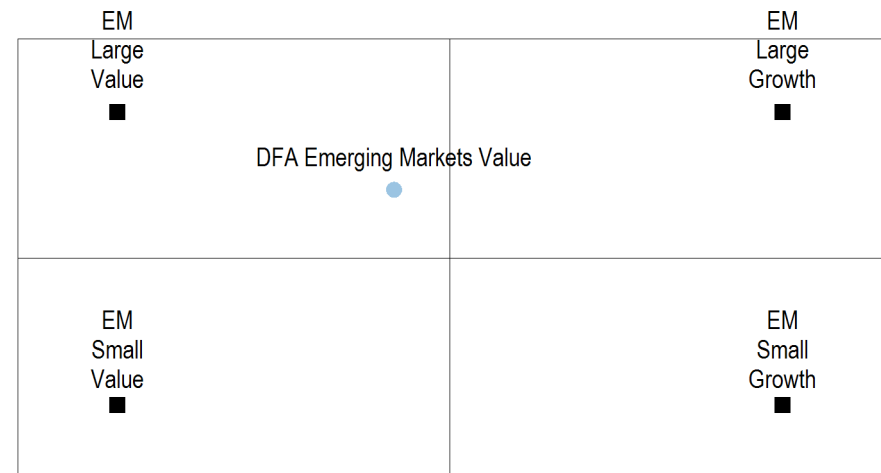 EM
Large
Value
EM
Large
Growth
DFA Emerging Markets Value
EM
Small
Value
EM
Small
Growth